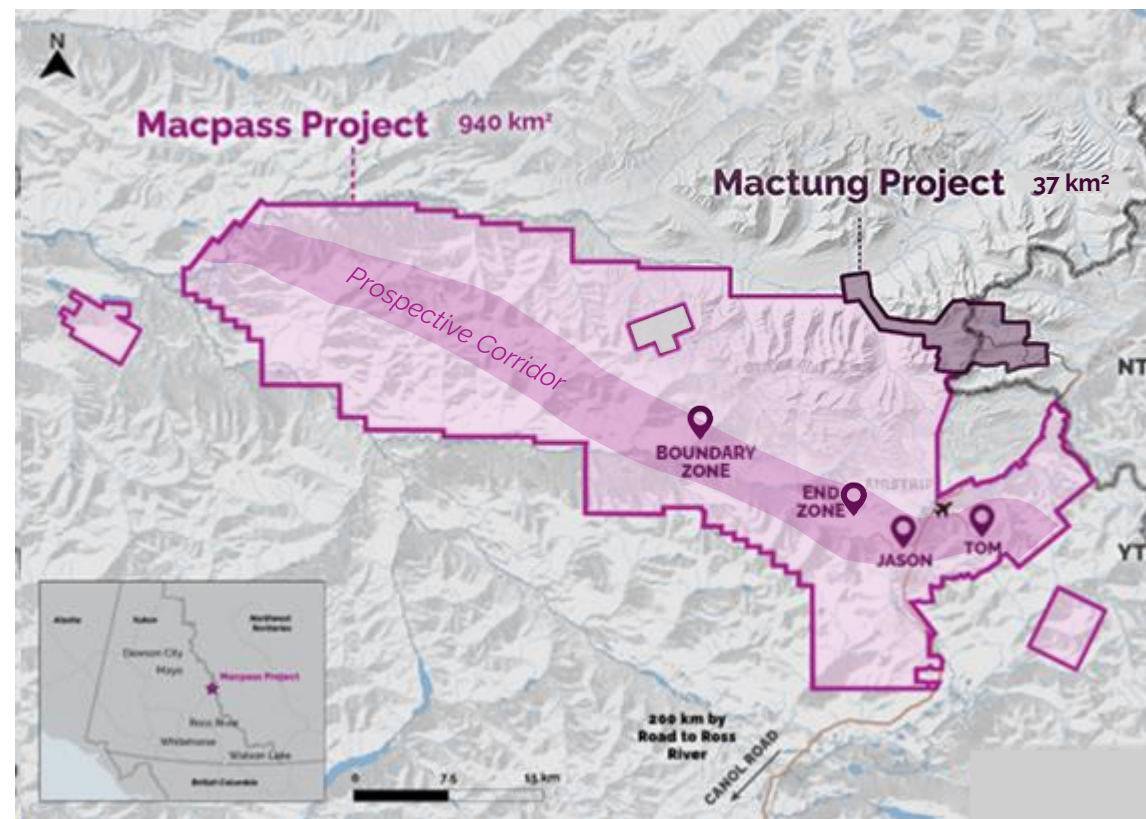 N
Macpass Project 940 km²
Mactung Project 37 km²
Prospective Corridor
BOUNDARY
ZONE
AIRSTRIP
END
ZONE
JASON
TOM
NT
YT
Alaska
Yukon
Northwest
Territories
Dawson City
Mayo
Macpass Project
Ross River
Whitehorse
Watson Lake
British Columbia
0 7.5 15 km
200 km by
Road to Ross
River
CANOL ROAD